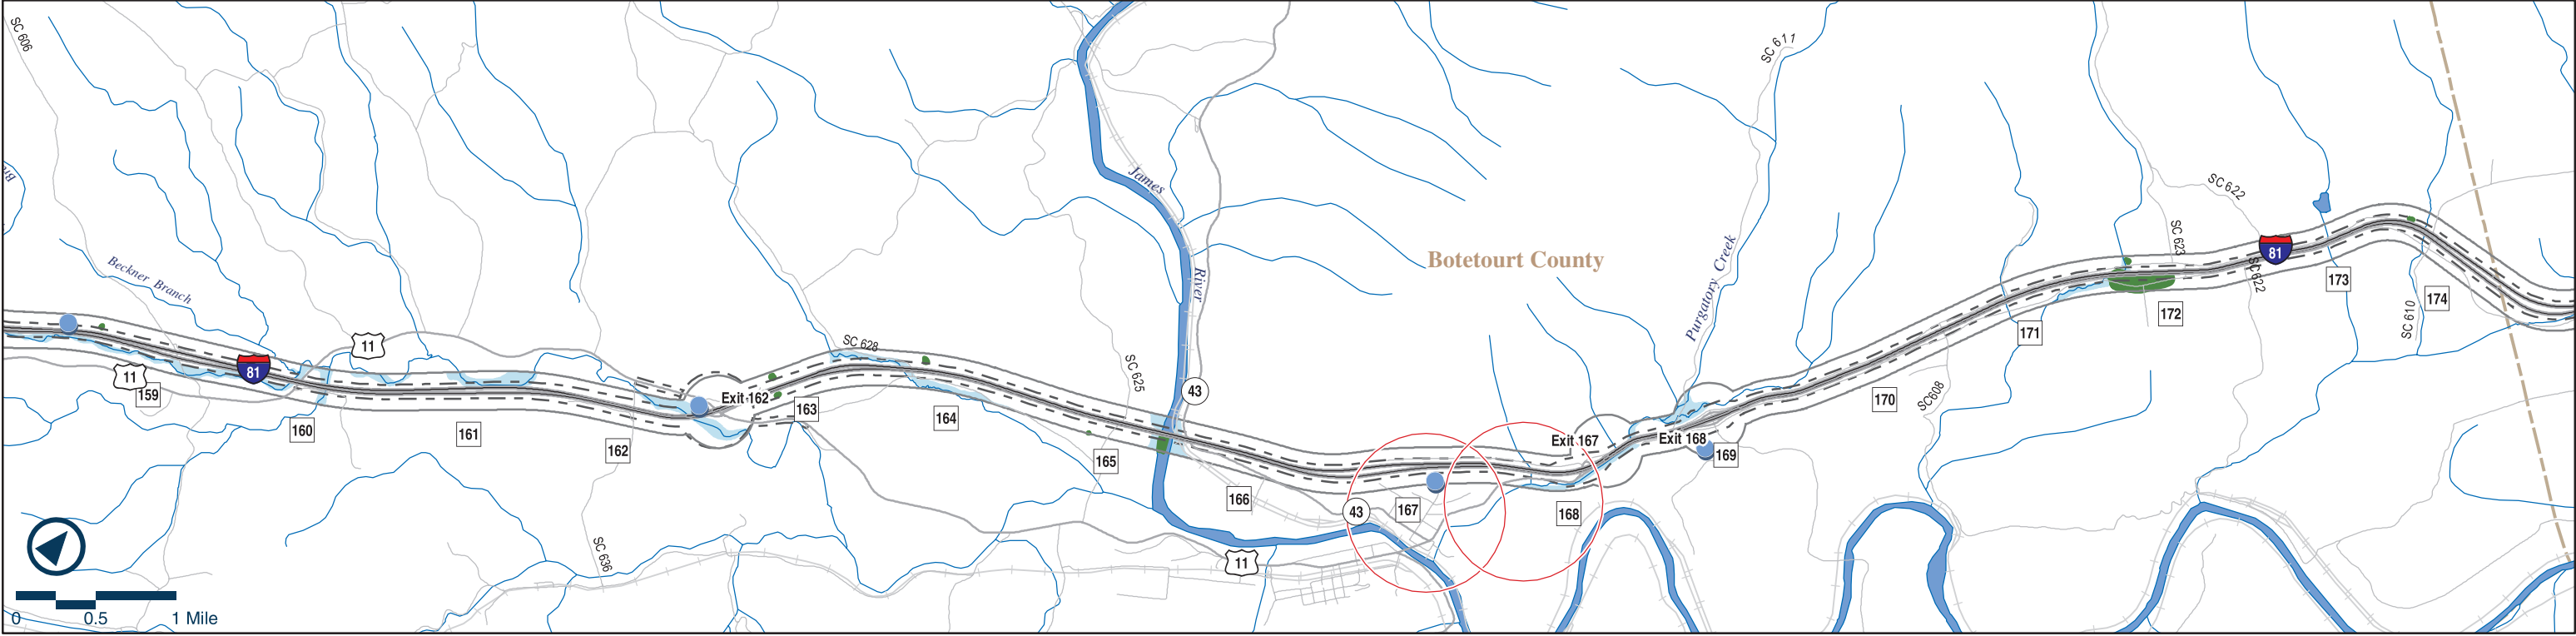 SC 606
SC 611
James
SC 622
River
SC 623
Botetourt County
Purgatory Creek
81
SC 622
Beckner Branch
173
174
SC 610
172
11
171
SC 628
81
11
159
SC 625
43
Exit 162
163
164
170
SC608
160
161
162
165
Exit 167
Exit 168
169
166
43
167
168
SC 636
11
0
0.5
1 Mile